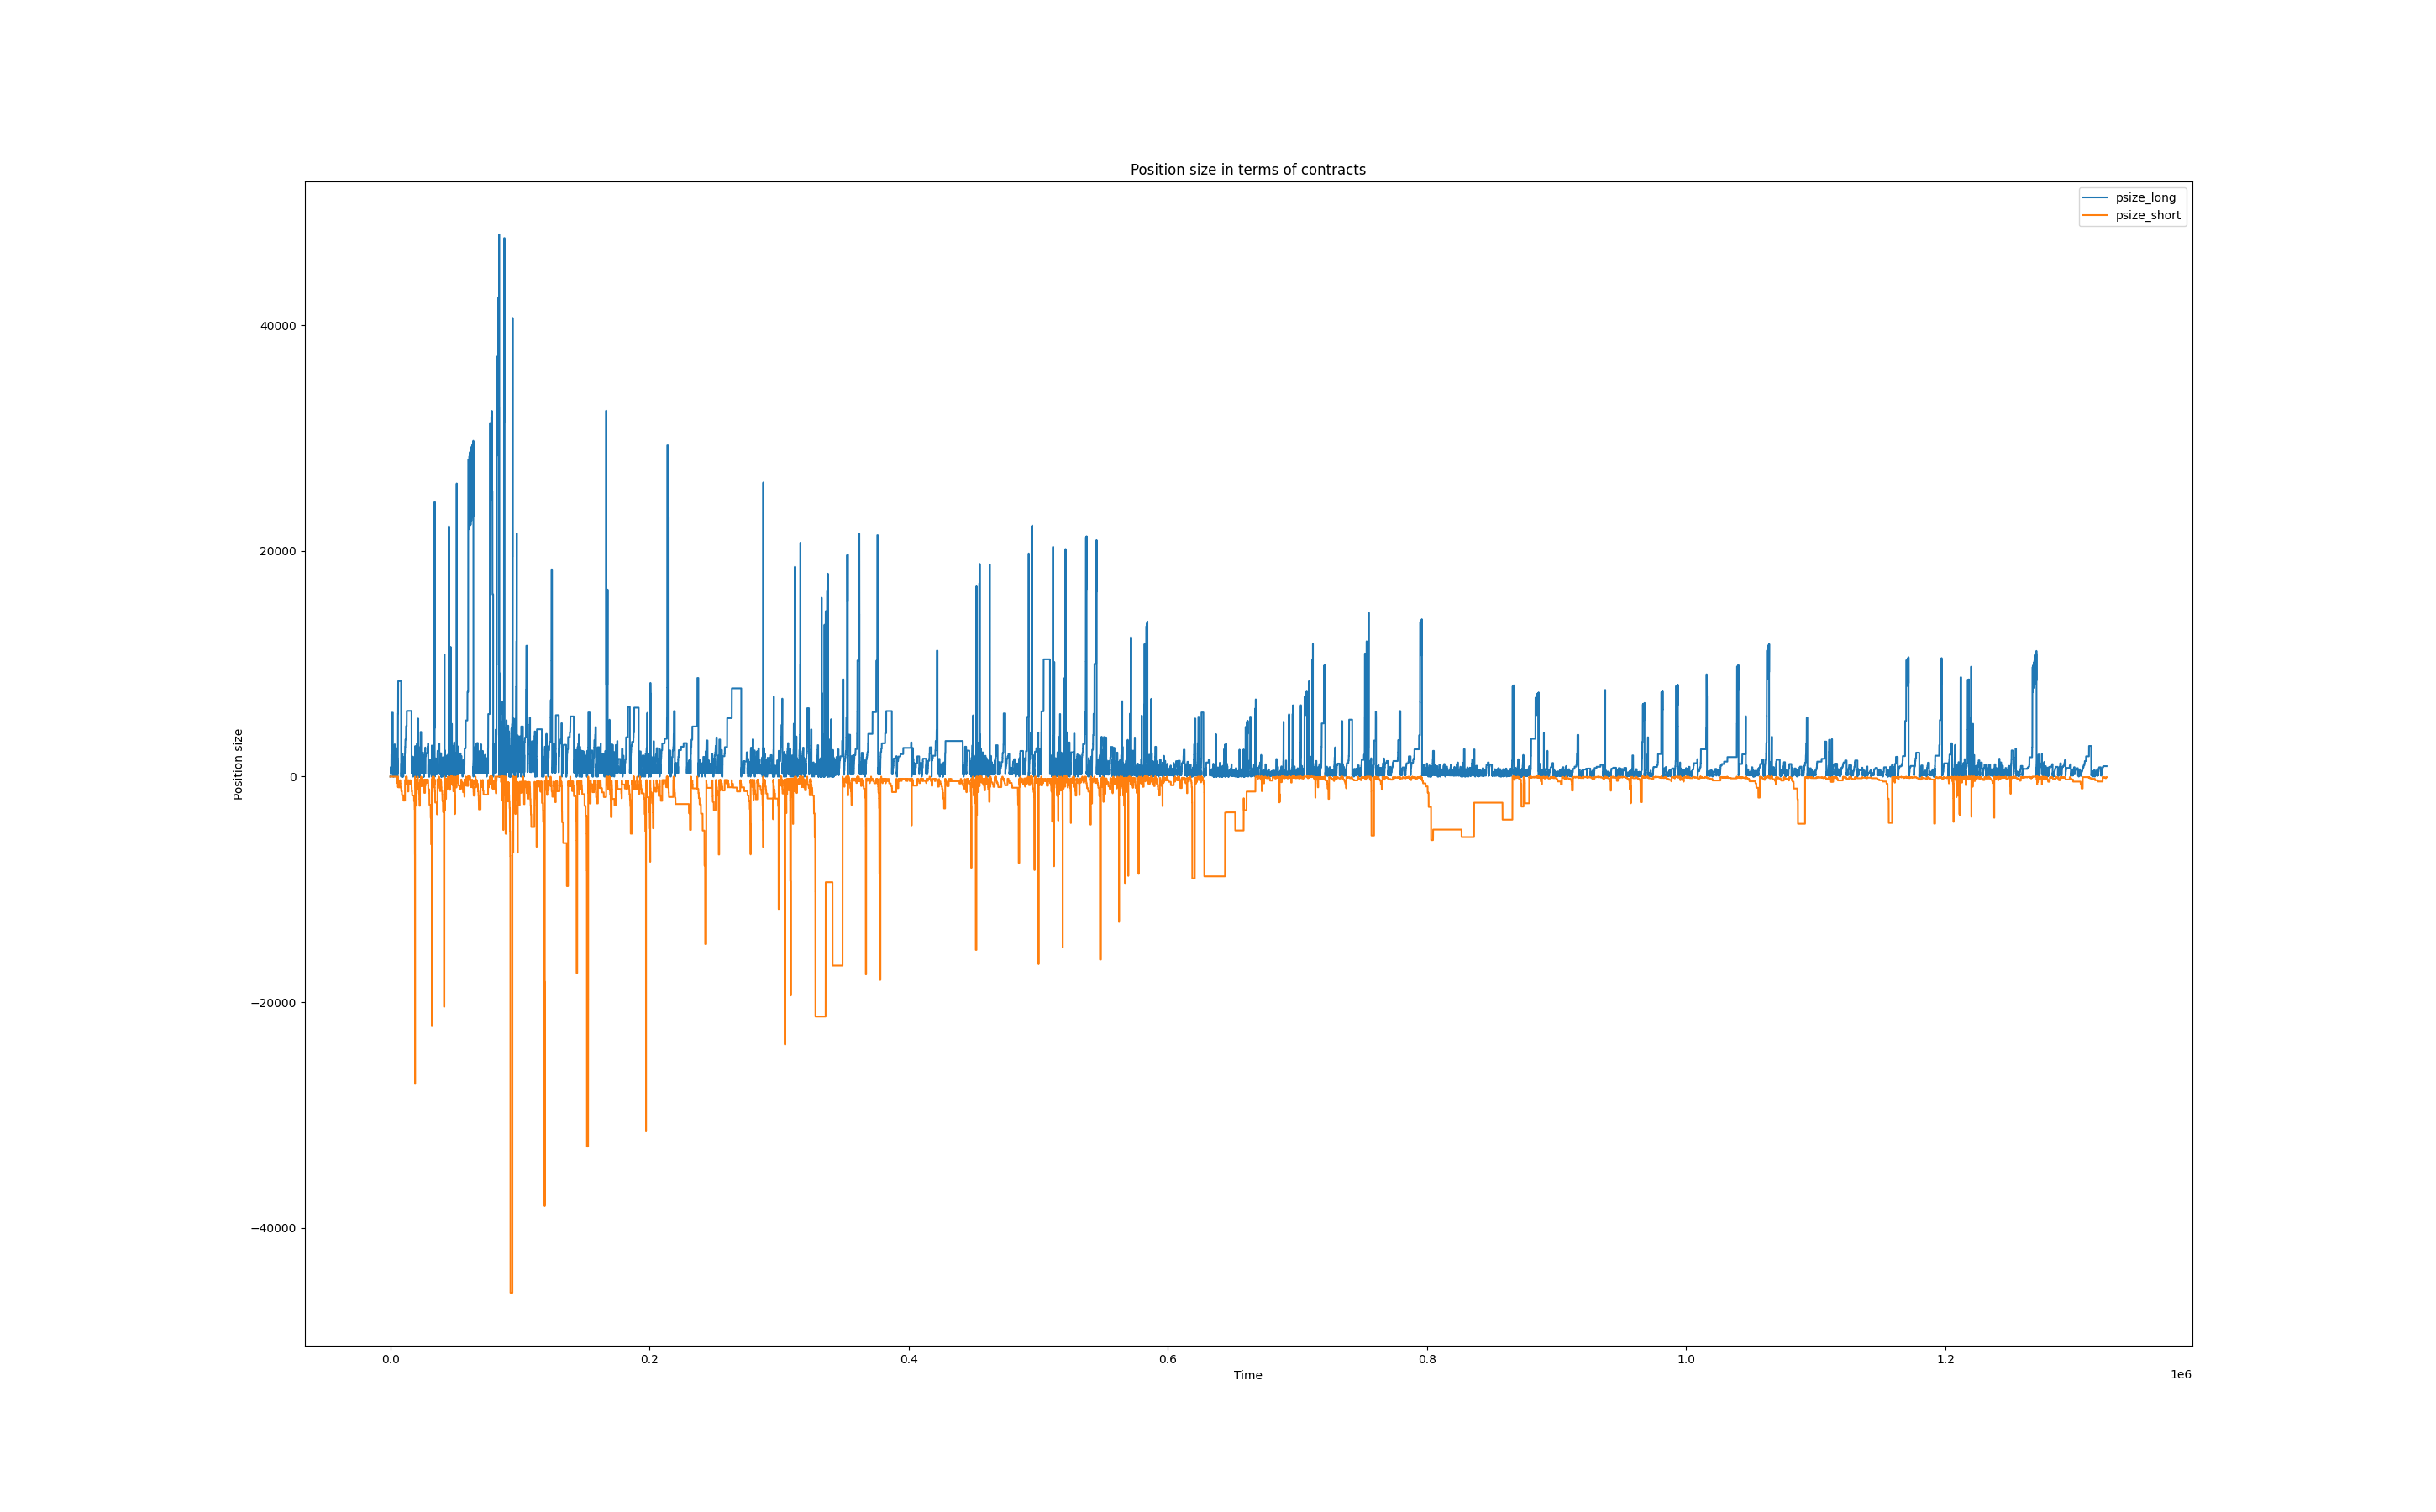 Position size in terms of contracts
psize_long
psize_short
Position size
40000
20000
0
−20000
−40000
0.0
0.2
0.4
0.6
0.8
1.0
1.2
1e6
Time